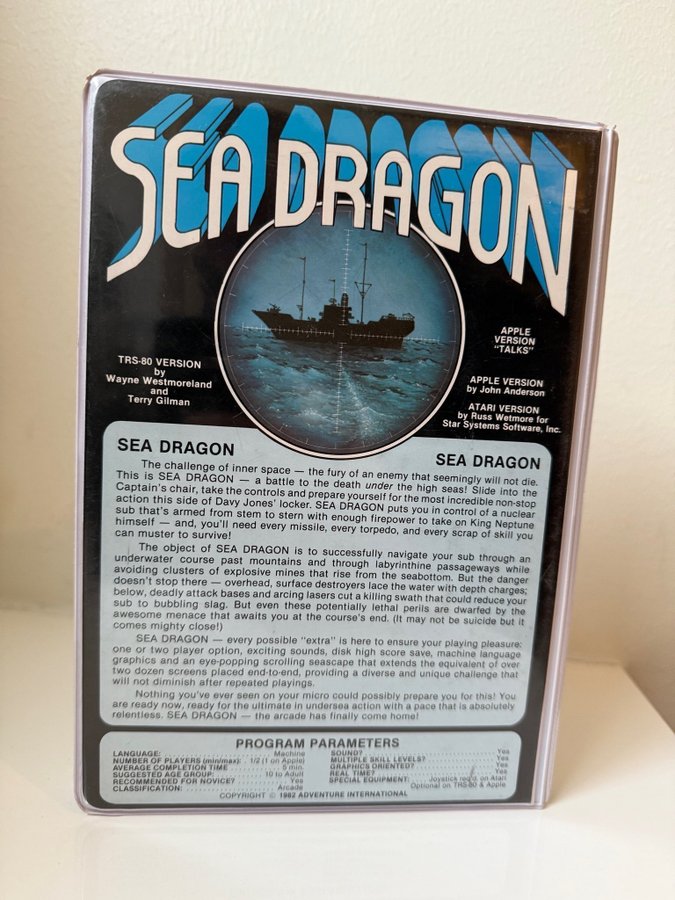 SEA DRAGON
APPLE
VERSION
"TALKS"
TRS-80 VERSION
by
Wayne Westmoreland
and
Terry Gilman
APPLE VERSION
by John Anderson
ATARI VERSION
by Russ Wetmore for
Star Systems Software, Inc.
SEA DRAGON SEA DRAGON
The challenge of inner space — the fury of an enemy that seemingly will not die.
This is SEA DRAGON — a battle to the death under the high seas! Slide into the
Captain's chair, take the controls and prepare yourself for the most incredible non-stop
action this side of Davy Jones' locker. SEA DRAGON puts you in control of a nuclear
sub that's armed from stem to stern with enough firepower to take on King Neptune
himself — and, you'll need every missile, every torpedo, and every scrap of skill you
can muster to survive!
The object of SEA DRAGON is to successfully navigate your sub through an
underwater course past mountains and through labyrinthine passageways while
avoiding clusters of explosive mines that rise from the seabottom. But the danger
doesn't stop there — overhead, surface destroyers lace the water with depth charges;
below, deadly attack bases and arcing lasers cut a killing swath that could reduce your
sub to bubbling slag. But even these potentially lethal perils are dwarfed by the
awesome menace that awaits you at the course's end. (It may not be suicide but it
comes mighty close!)
SEA DRAGON — every possible "extra" is here to ensure your playing pleasure:
one or two player option, exciting sounds, disk high score save, machine language
graphics and an eye-popping scrolling seascape that extends the equivalent of over
two dozen screens placed end-to-end, providing a diverse and unique challenge that
will not diminish after repeated playings.
Nothing you've ever seen on your micro could possibly prepare you for this! You
are ready now, ready for the ultimate in undersea action with a pace that is absolutely
relentless. SEA DRAGON — the arcade has finally come home!
PROGRAM PARAMETERS
LANGUAGE: Machine
NUMBER OF PLAYERS (min/max): 1/2 (1 on Apple)
AVERAGE COMPLETION TIME 5 min.
SUGGESTED AGE GROUP: 10 to Adult
RECOMMENDED FOR NOVICE? Yes
CLASSIFICATION: Arcade
SOUND? Yes
MULTIPLE SKILL LEVELS? Yes
GRAPHICS ORIENTED? Yes
REAL TIME? Yes
SPECIAL EQUIPMENT: Joystick req'd. on Atari
Optional on TRS-80 & Apple
COPYRIGHT © 1982 ADVENTURE INTERNATIONAL